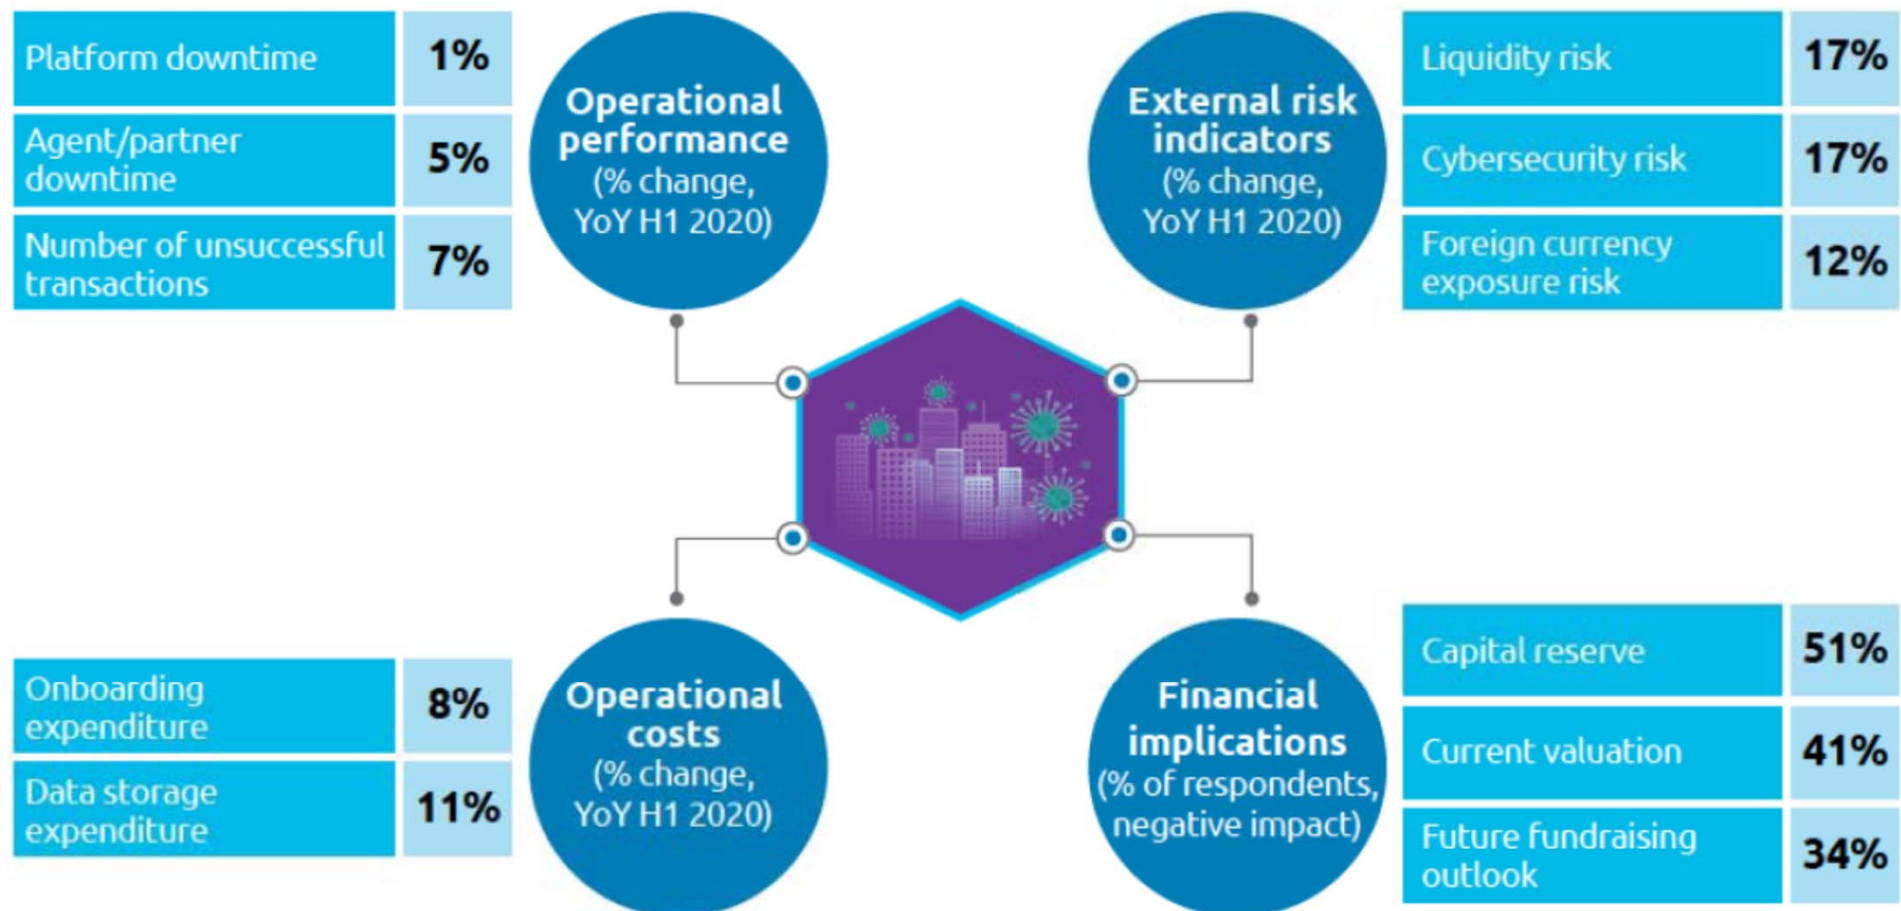 Platform downtime
1%
Agent/partner
downtime
5%
Number of unsuccessful
transactions
7%
Operational
performance
(% change,
YoY H1 2020)
External risk
indicators
(% change,
YoY H1 2020)
Liquidity risk
17%
Cybersecurity risk
17%
Foreign currency
exposure risk
12%
Onboarding
expenditure
8%
Data storage
expenditure
11%
Operational
costs
(% change,
YoY H1 2020)
Financial
implications
(% of respondents,
negative impact)
Capital reserve
51%
Current valuation
41%
Future fundraising
outlook
34%